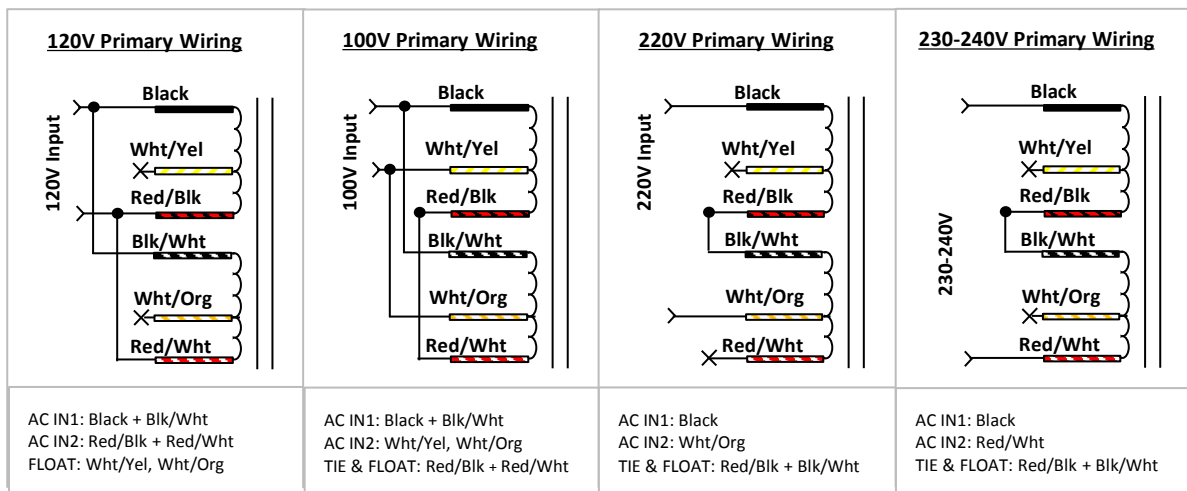 120V Primary Wiring
120V Input
Black
Wht/Yel
Red/Blk
Blk/Wht
Wht/Org
Red/Wht
AC IN1: Black + Blk/Wht
AC IN2: Red/Blk + Red/Wht
FLOAT: Wht/Yel, Wht/Org
100V Primary Wiring
100V Input
Black
Wht/Yel
Red/Blk
Blk/Wht
Wht/Org
Red/Wht
AC IN1: Black + Blk/Wht
AC IN2: Wht/Yel, Wht/Org
TIE & FLOAT: Red/Blk + Red/Wht
220V Primary Wiring
220V Input
Black
Wht/Yel
Red/Blk
Blk/Wht
Wht/Org
Red/Wht
AC IN1: Black
AC IN2: Wht/Org
TIE & FLOAT: Red/Blk + Blk/Wht
230-240V Primary Wiring
230-240V
Black
Wht/Yel
Red/Blk
Blk/Wht
Wht/Org
Red/Wht
AC IN1: Black
AC IN2: Red/Wht
TIE & FLOAT: Red/Blk + Blk/Wht